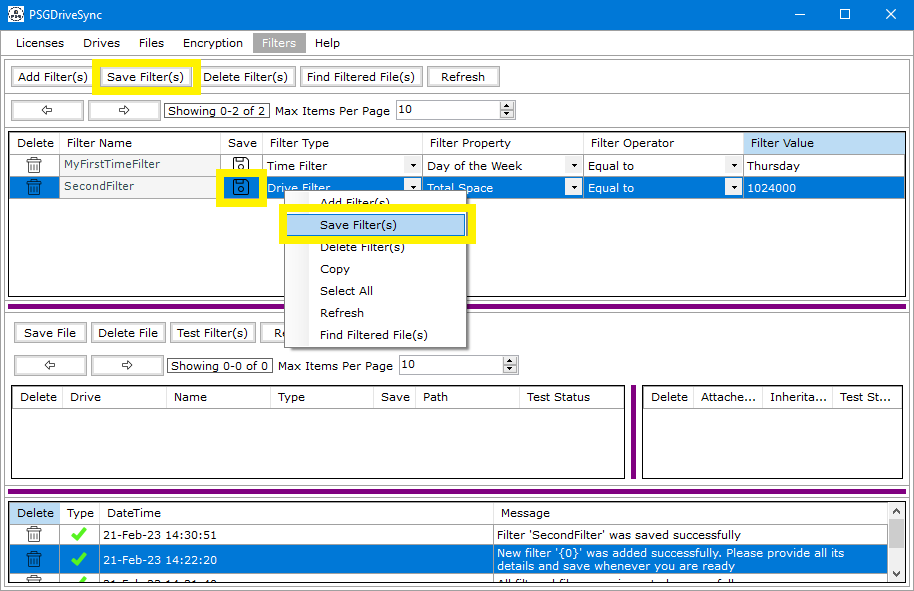 PSGDriveSync
Licenses Drives Files Encryption Filters Help
Add Filter(s) Save Filter(s) Delete Filter(s) Find Filtered File(s) Refresh
Showing 0-2 of 2 Max Items Per Page 10
Delete Filter Name Save Filter Type Filter Property Filter Operator Filter Value
MyFirstTimeFilter Time Filter Day of the Week Equal to Thursday
SecondFilter Drive Filter Total Space Equal to 1024000
Add Filter(s)
Save Filter(s)
Delete Filter(s)
Copy
Select All
Refresh
Find Filtered File(s)
Save File Delete File Test Filter(s)
Showing 0-0 of 0 Max Items Per Page 10
Delete Drive Name Type Save Path Test Status
Delete Attache... Inherita... Test St...
Delete Type DateTime Message
21-Feb-23 14:30:51 Filter 'SecondFilter' was saved successfully
21-Feb-23 14:22:20 New filter '{0}' was added successfully. Please provide all its
details and save whenever you are ready